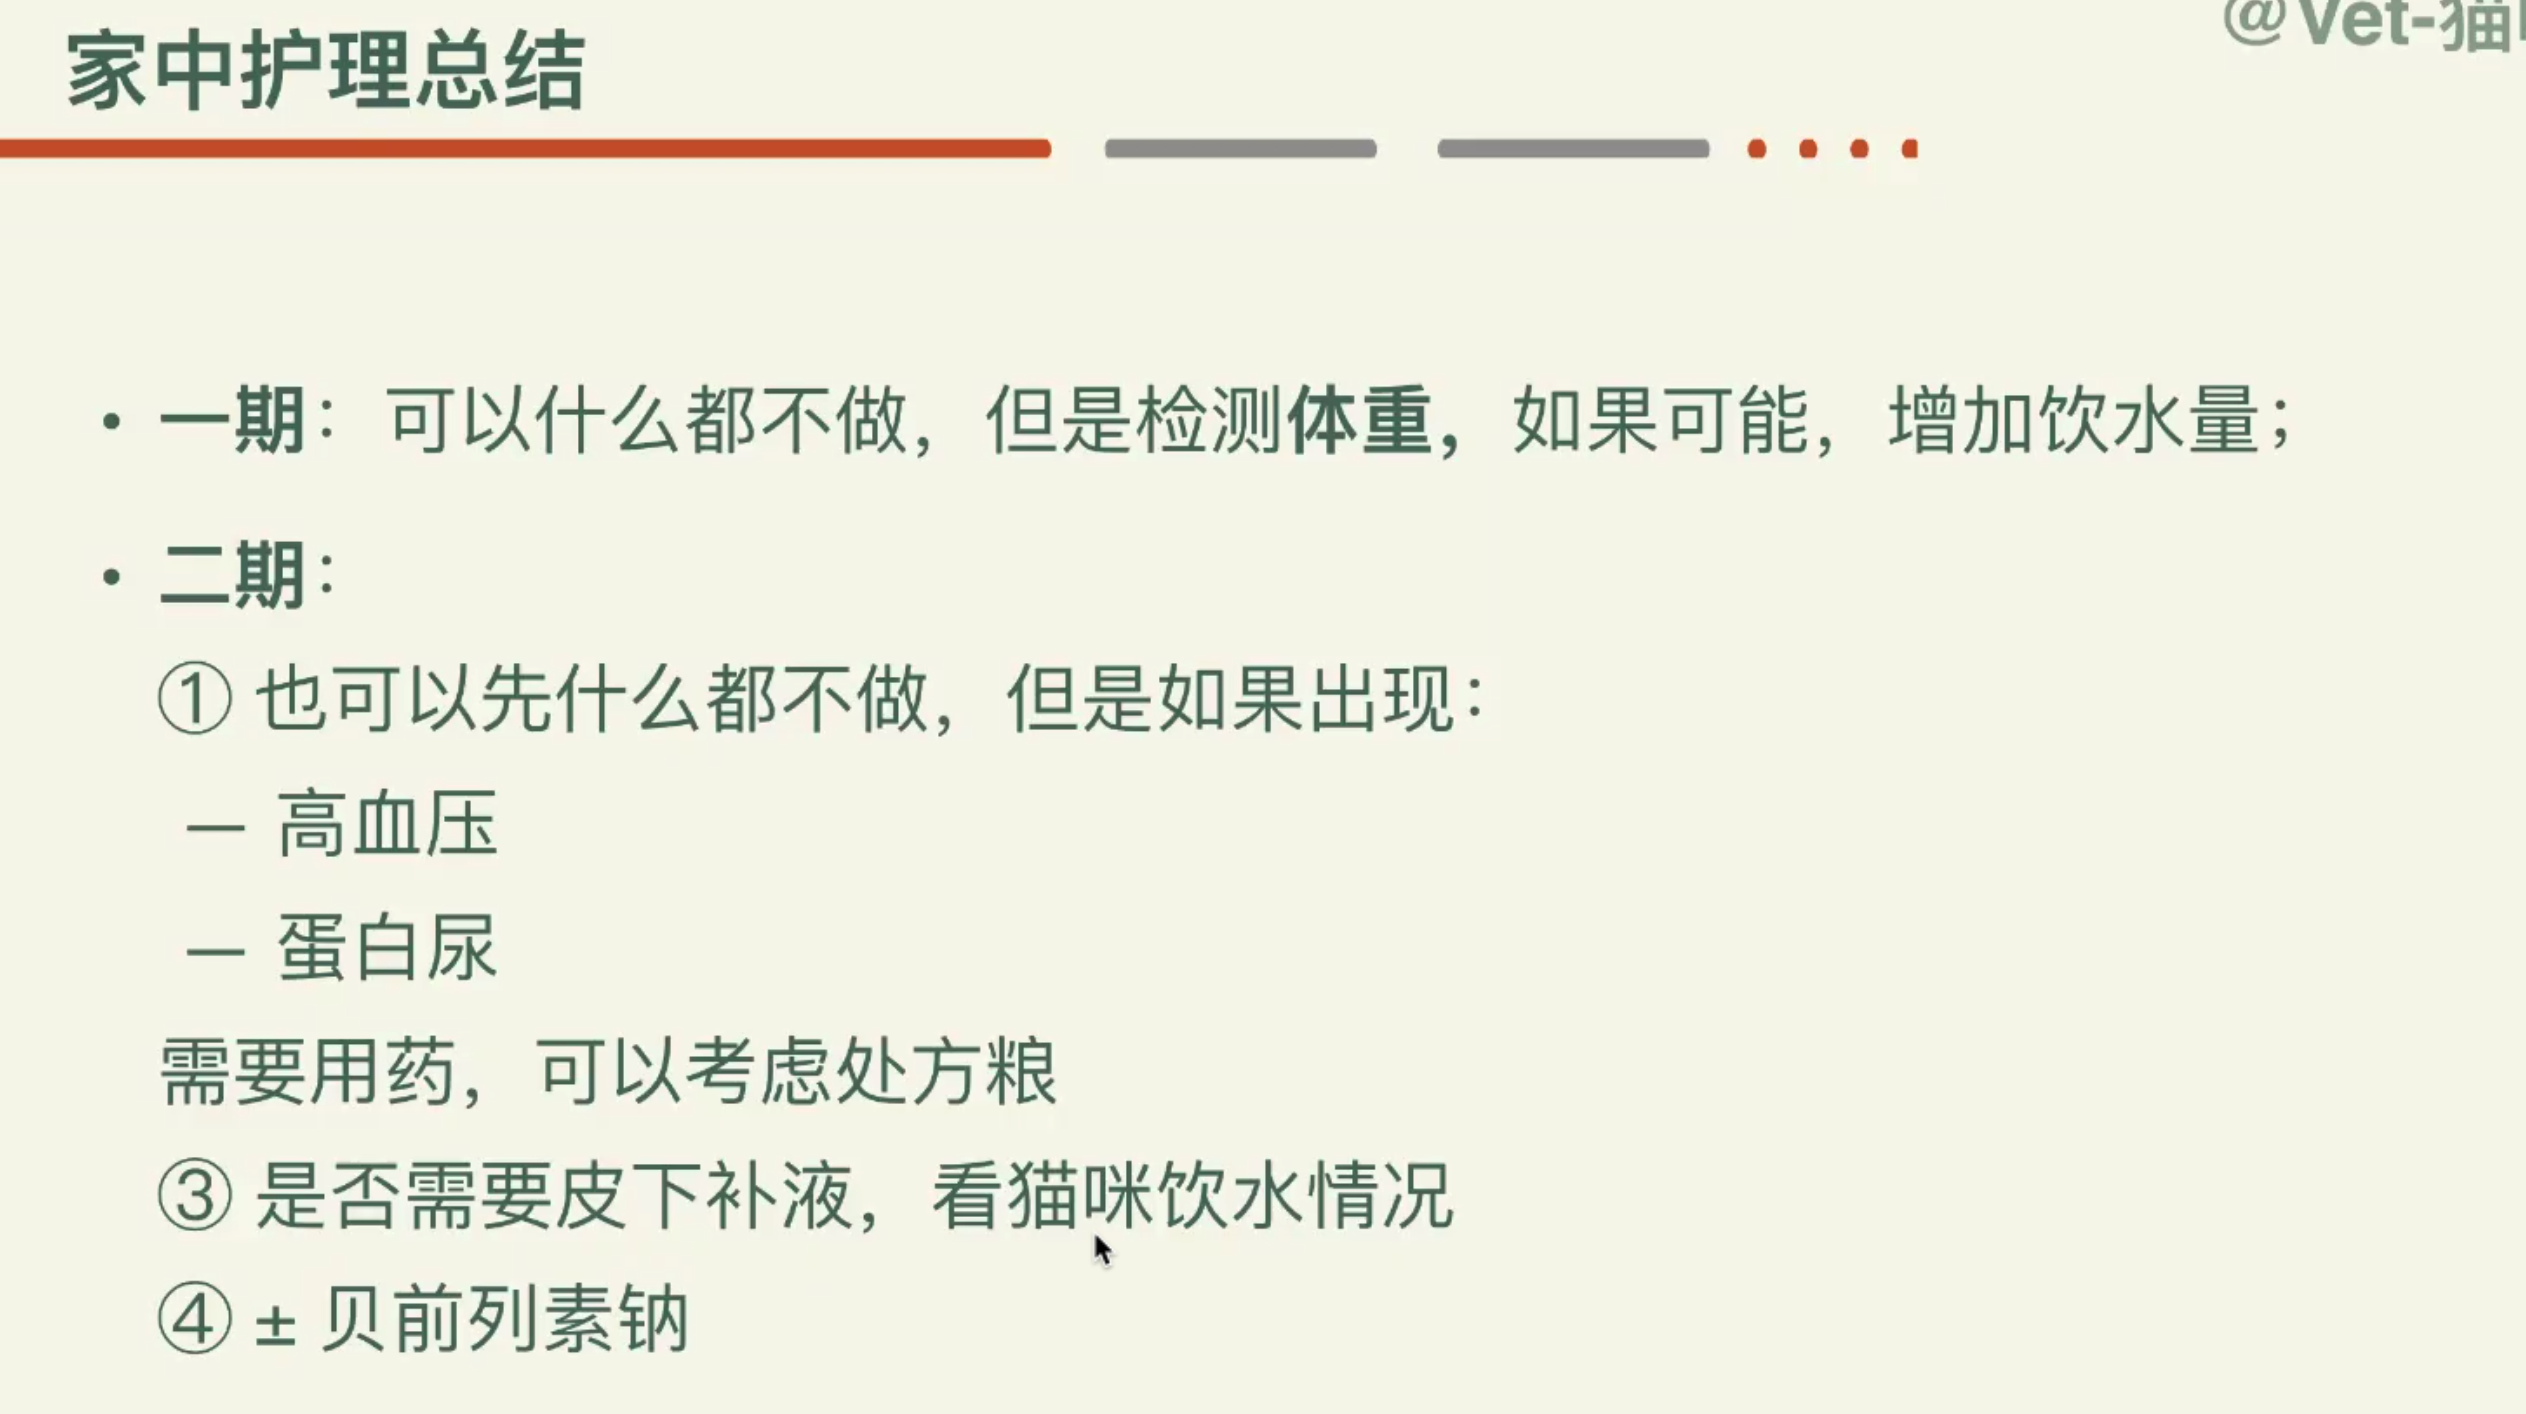 家中护理总结
@Vet-猫
• 一期：可以什么都不做，但是检测体重，如果可能，增加饮水量；
• 二期：
① 也可以先什么都不做，但是如果出现：
— 高血压
— 蛋白尿
需要用药，可以考虑处方粮
③ 是否需要皮下补液，看猫咪饮水情况
④ ± 贝前列素钠